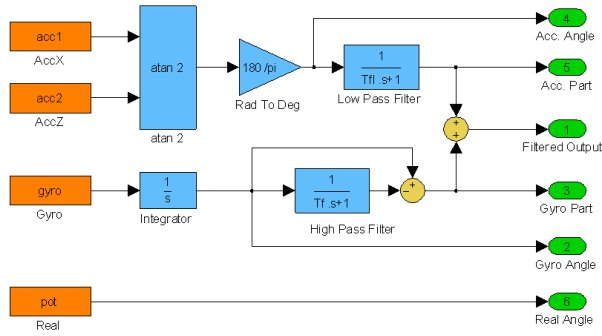 acc1
AccX
acc2
AccZ
atan 2
atan 2
180 /pi
Rad To Deg
1
Tfl .s+1
Low Pass Filter
4
Acc. Angle
5
Acc. Part
+
+
1
Filtered Output
gyro
Gyro
1
s
Integrator
1
Tf .s+1
High Pass Filter
+
−
3
Gyro Part
2
Gyro Angle
pot
Real
6
Real Angle